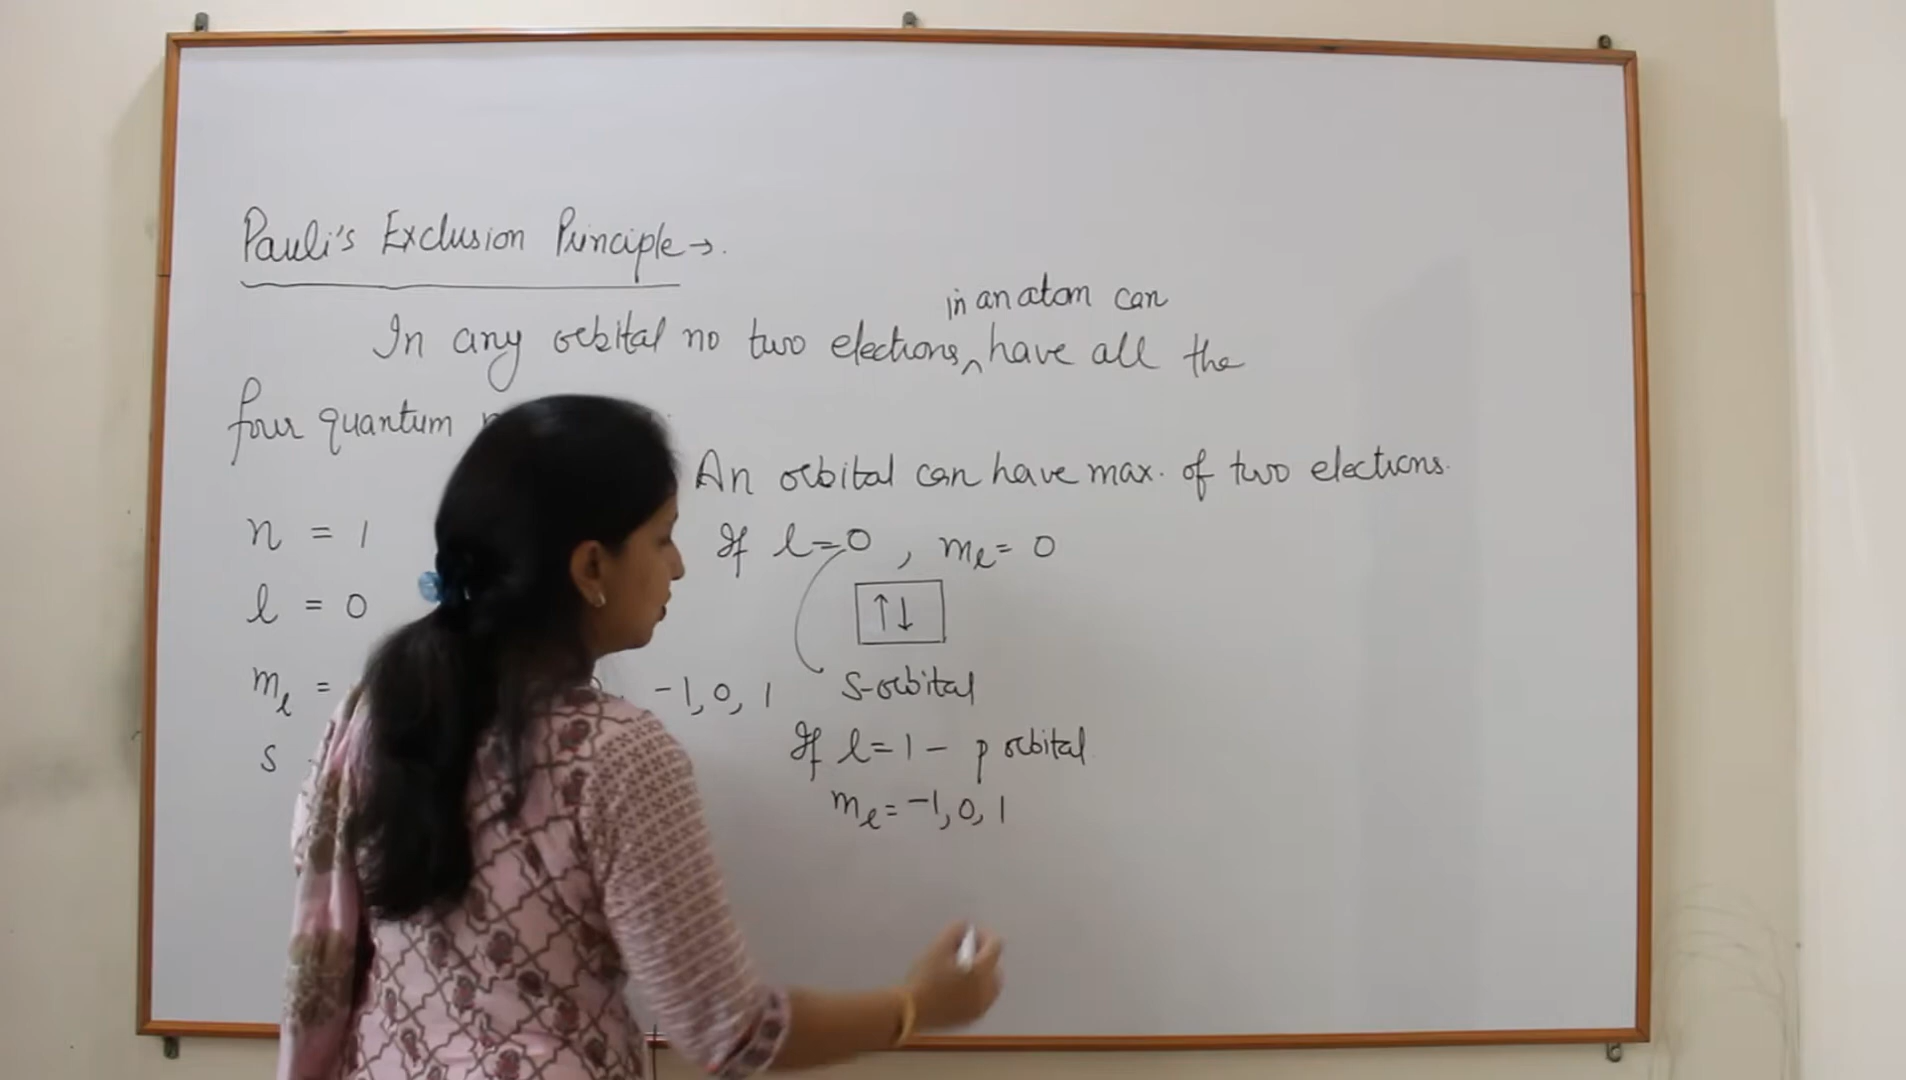 Pauli's Exclusion Principle →.
in an atom can
In any orbital no two electrons, ^ have all the
four quantum
An orbital can have max. of two electrons.
n = 1
If l = 0 , mₗ = 0
l = 0
↑↓
mₗ = -1, 0, 1
s-orbital
s
If l = 1 - p orbital
mₗ = -1, 0, 1